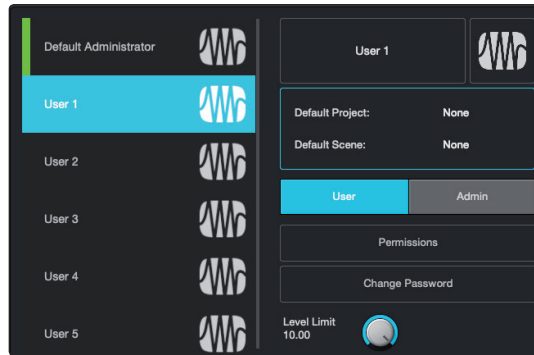 Default Administrator
User 1
User 2
User 3
User 4
User 5
User 1
Default Project: None
Default Scene: None
User Admin
Permissions
Change Password
Level Limit
10.00